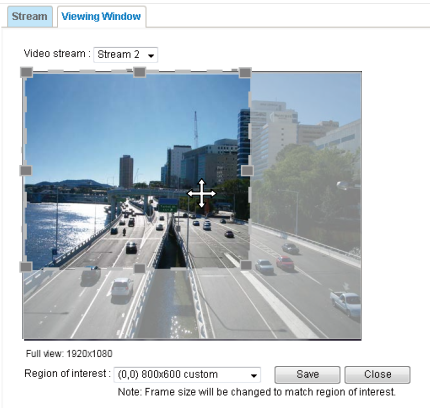 Stream Viewing Window
Video stream : Stream 2
Full view: 1920x1080
Region of interest : (0,0) 800x600 custom Save Close
Note: Frame size will be changed to match region of interest.